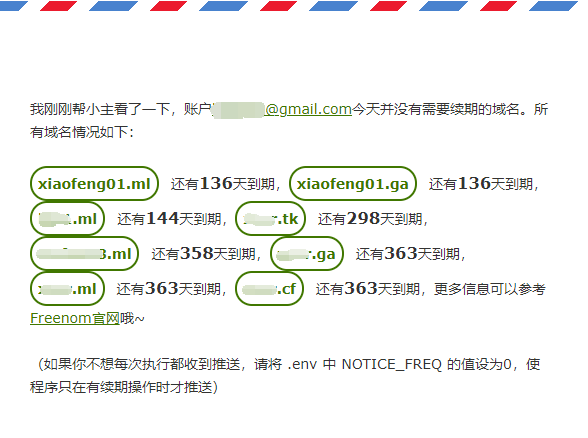 我刚刚帮小主看了一下，账户@gmail.com今天并没有需要续期的域名。所
有域名情况如下：
xiaofeng01.ml 还有136天到期，xiaofeng01.ga 还有136天到期，
.ml 还有144天到期，.tk 还有298天到期，
.ml 还有358天到期，.ga 还有363天到期，
.ml 还有363天到期，.cf 还有363天到期，更多信息可以参考
Freenom官网哦~
（如果你不想每次执行都收到推送，请将 .env 中 NOTICE_FREQ 的值设为0，使
程序只在有续期操作时才推送）